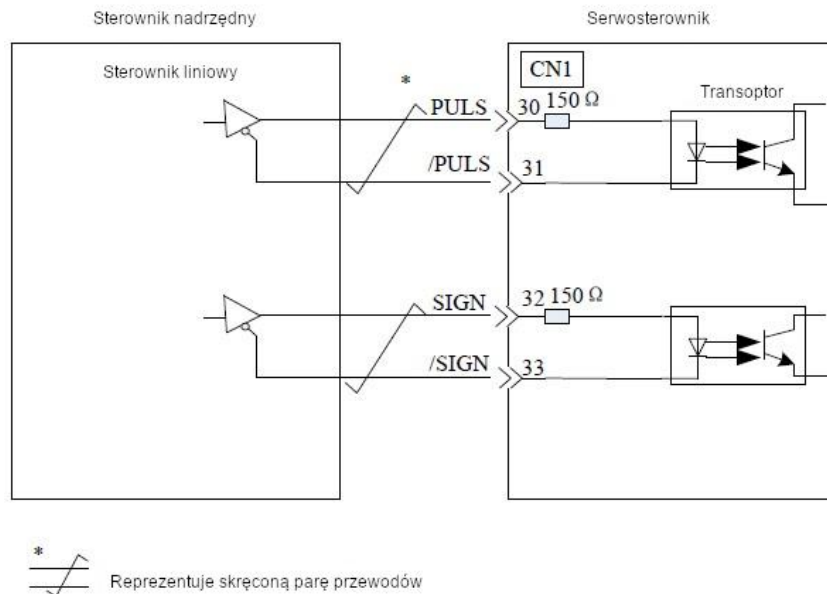 Sterownik nadrzędny
Serwosterownik
Sterownik liniowy
*
CN1
Transoptor
PULS
30 150 Ω
/PULS
31
SIGN
32 150 Ω
/SIGN
33
*
Reprezentuje skręconą parę przewodów